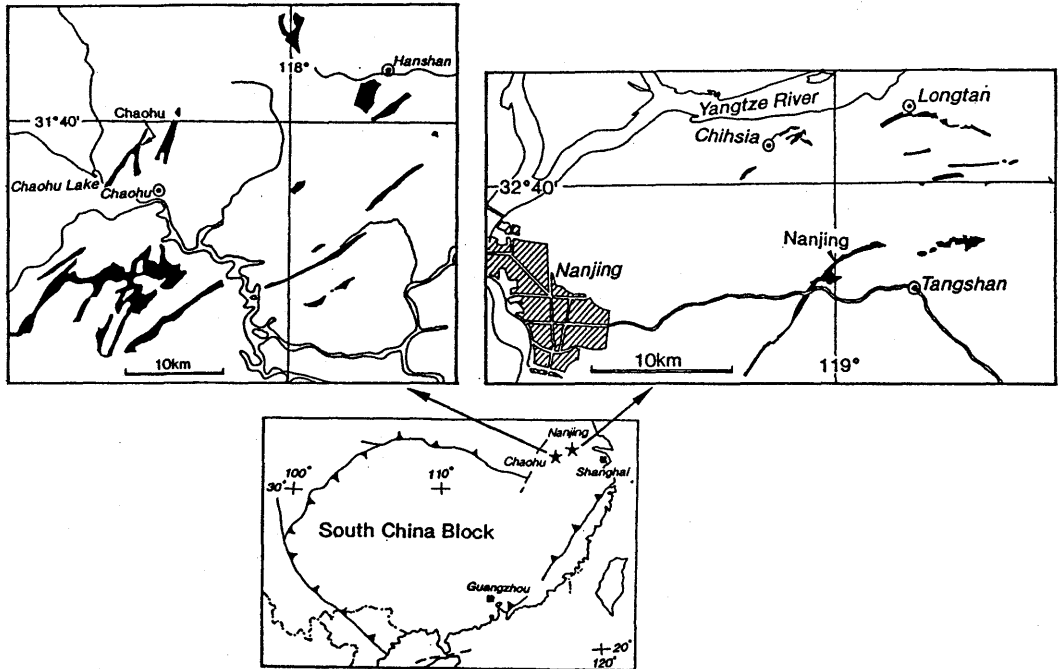 118°
Hanshan
31°40'
Chaohu
Chaohu Lake
Chaohu
10km
Yangtze River
Longtan
Chihsia
32°40'
Nanjing
Nanjing
Tangshan
10km
119°
Nanjing
Chaohu
Shanghai
100°
30°
110°
South China Block
Guangzhou
20°
120°